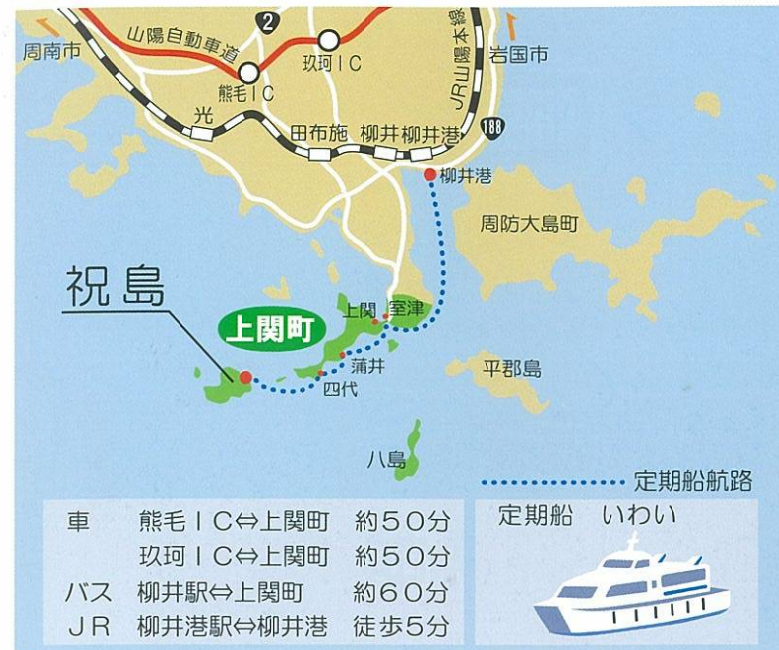 2
山陽自動車道
周南市
玖珂IC
JR山陽本線
岩国市
熊毛IC
光
田布施
柳井
柳井港
188
柳井港
周防大島町
祝島
上関町
上関
室津
蒲井
四代
平郡島
八島
定期船航路
車 熊毛IC⇔上関町 約50分
玖珂IC⇔上関町 約50分
バス 柳井駅⇔上関町 約60分
JR 柳井港駅⇔柳井港 徒歩5分
定期船 いわい